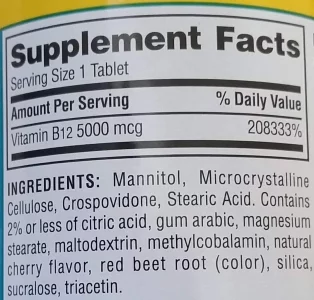 Supplement Facts
Serving Size 1 Tablet
Amount Per Serving % Daily Value
Vitamin B12 5000 mcg 208333%
INGREDIENTS: Mannitol, Microcrystalline
Cellulose, Crospovidone, Stearic Acid. Contains
2% or less of citric acid, gum arabic, magnesium
stearate, maltodextrin, methylcobalamin, natural
cherry flavor, red beet root (color), silica,
sucralose, triacetin.